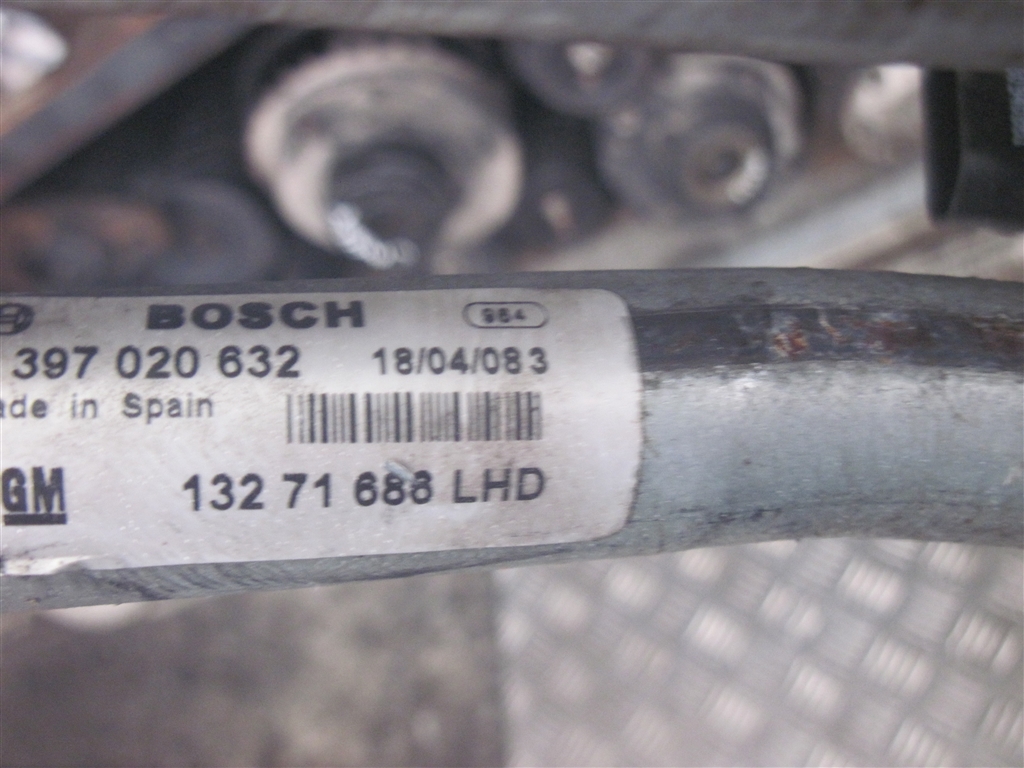 BOSCH 984
397 020 632 18/04/083
ade in Spain
GM 132 71 688 LHD